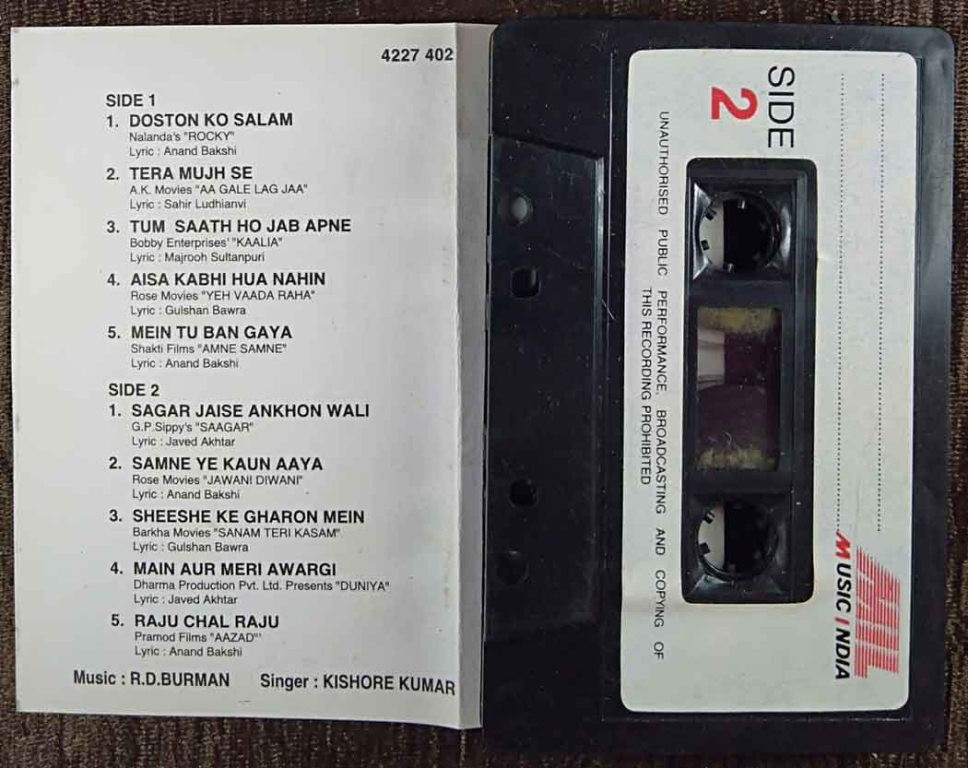 4227 402
SIDE 1
1. DOSTON KO SALAM
Nalanda's "ROCKY"
Lyric : Anand Bakshi
2. TERA MUJH SE
A.K. Movies "AA GALE LAG JAA"
Lyric : Sahir Ludhianvi
3. TUM SAATH HO JAB APNE
Bobby Enterprises' "KAALIA"
Lyric : Majrooh Sultanpuri
4. AISA KABHI HUA NAHIN
Rose Movies "YEH VAADA RAHA"
Lyric : Gulshan Bawra
5. MEIN TU BAN GAYA
Shakti Films "AMNE SAMNE"
Lyric : Anand Bakshi
SIDE 2
1. SAGAR JAISE ANKHON WALI
G.P.Sippy's "SAAGAR"
Lyric : Javed Akhtar
2. SAMNE YE KAUN AAYA
Rose Movies "JAWANI DIWANI"
Lyric : Anand Bakshi
3. SHEESHE KE GHARON MEIN
Barkha Movies "SANAM TERI KASAM"
Lyric : Gulshan Bawra
4. MAIN AUR MERI AWARGI
Dharma Production Pvt. Ltd. Presents "DUNIYA"
Lyric : Javed Akhtar
5. RAJU CHAL RAJU
Pramod Films "AAZAD"'
Lyric : Anand Bakshi
Music : R.D.BURMAN Singer : KISHORE KUMAR
SIDE
2
MIL
MUSIC INDIA
UNAUTHORISED PUBLIC PERFORMANCE, BROADCASTING AND COPYING OF
THIS RECORDING PROHIBITED